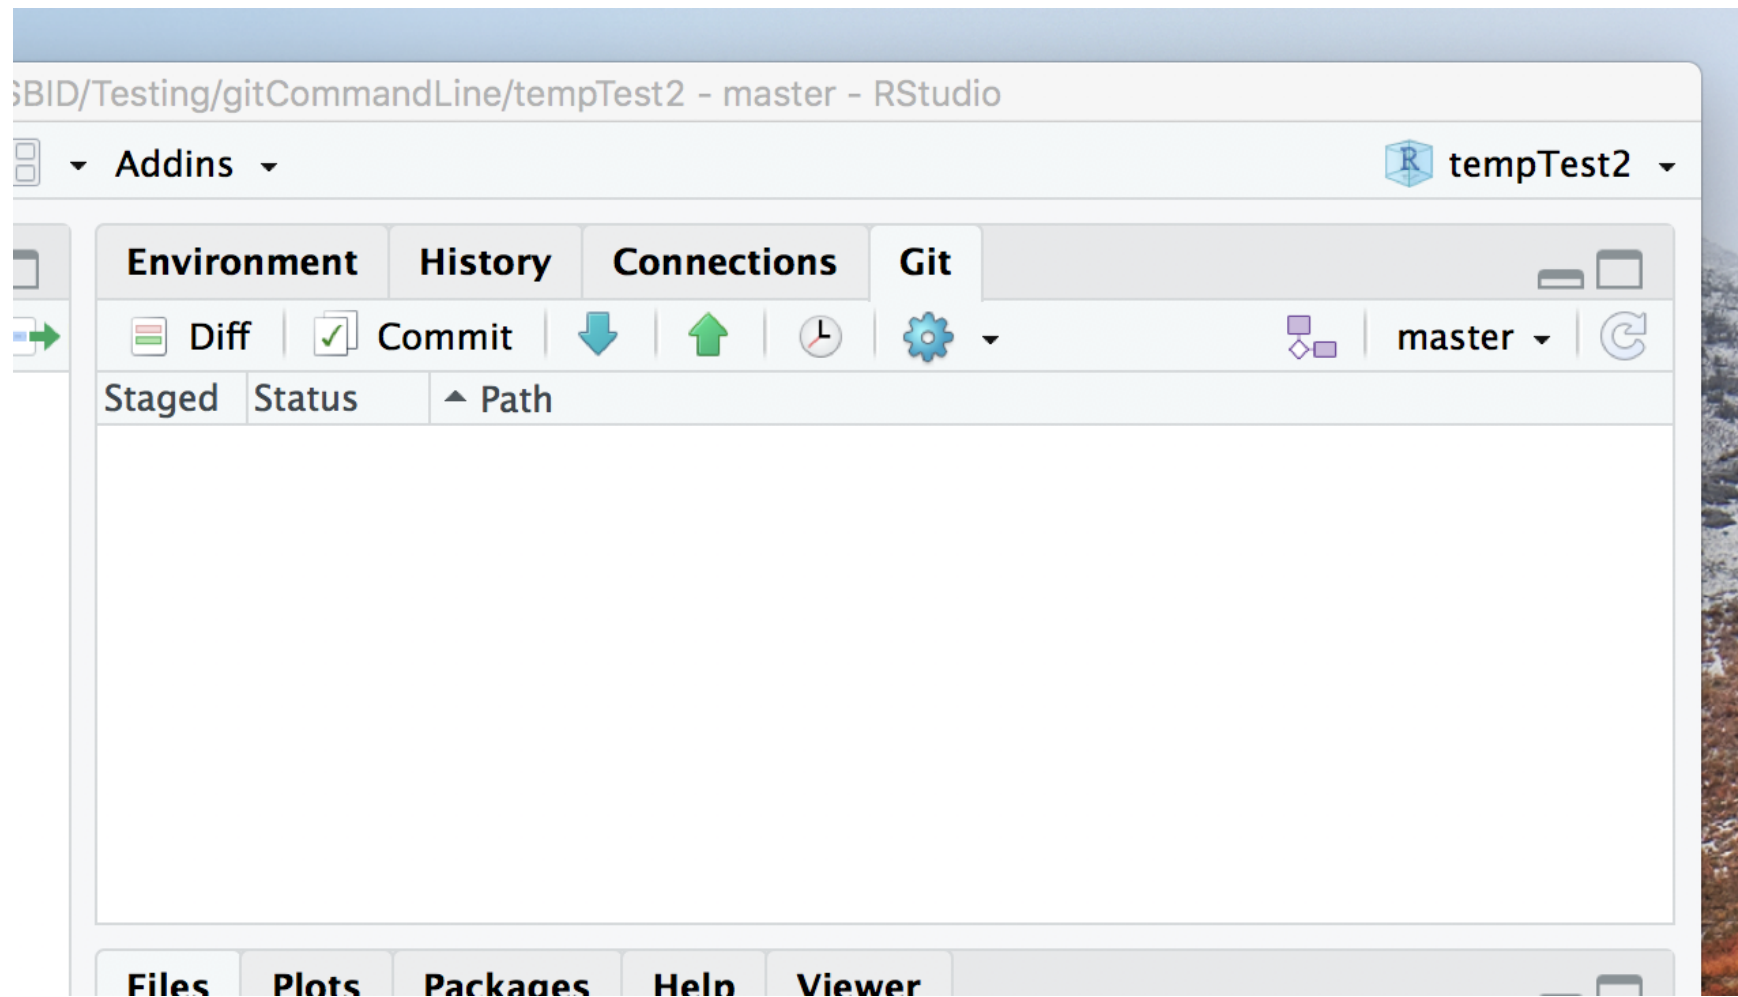 SBID/Testing/gitCommandLine/tempTest2 - master - RStudio
Addins
R tempTest2
Environment History Connections Git
Diff Commit master
Staged Status Path
Files Plots Packages Help Viewer